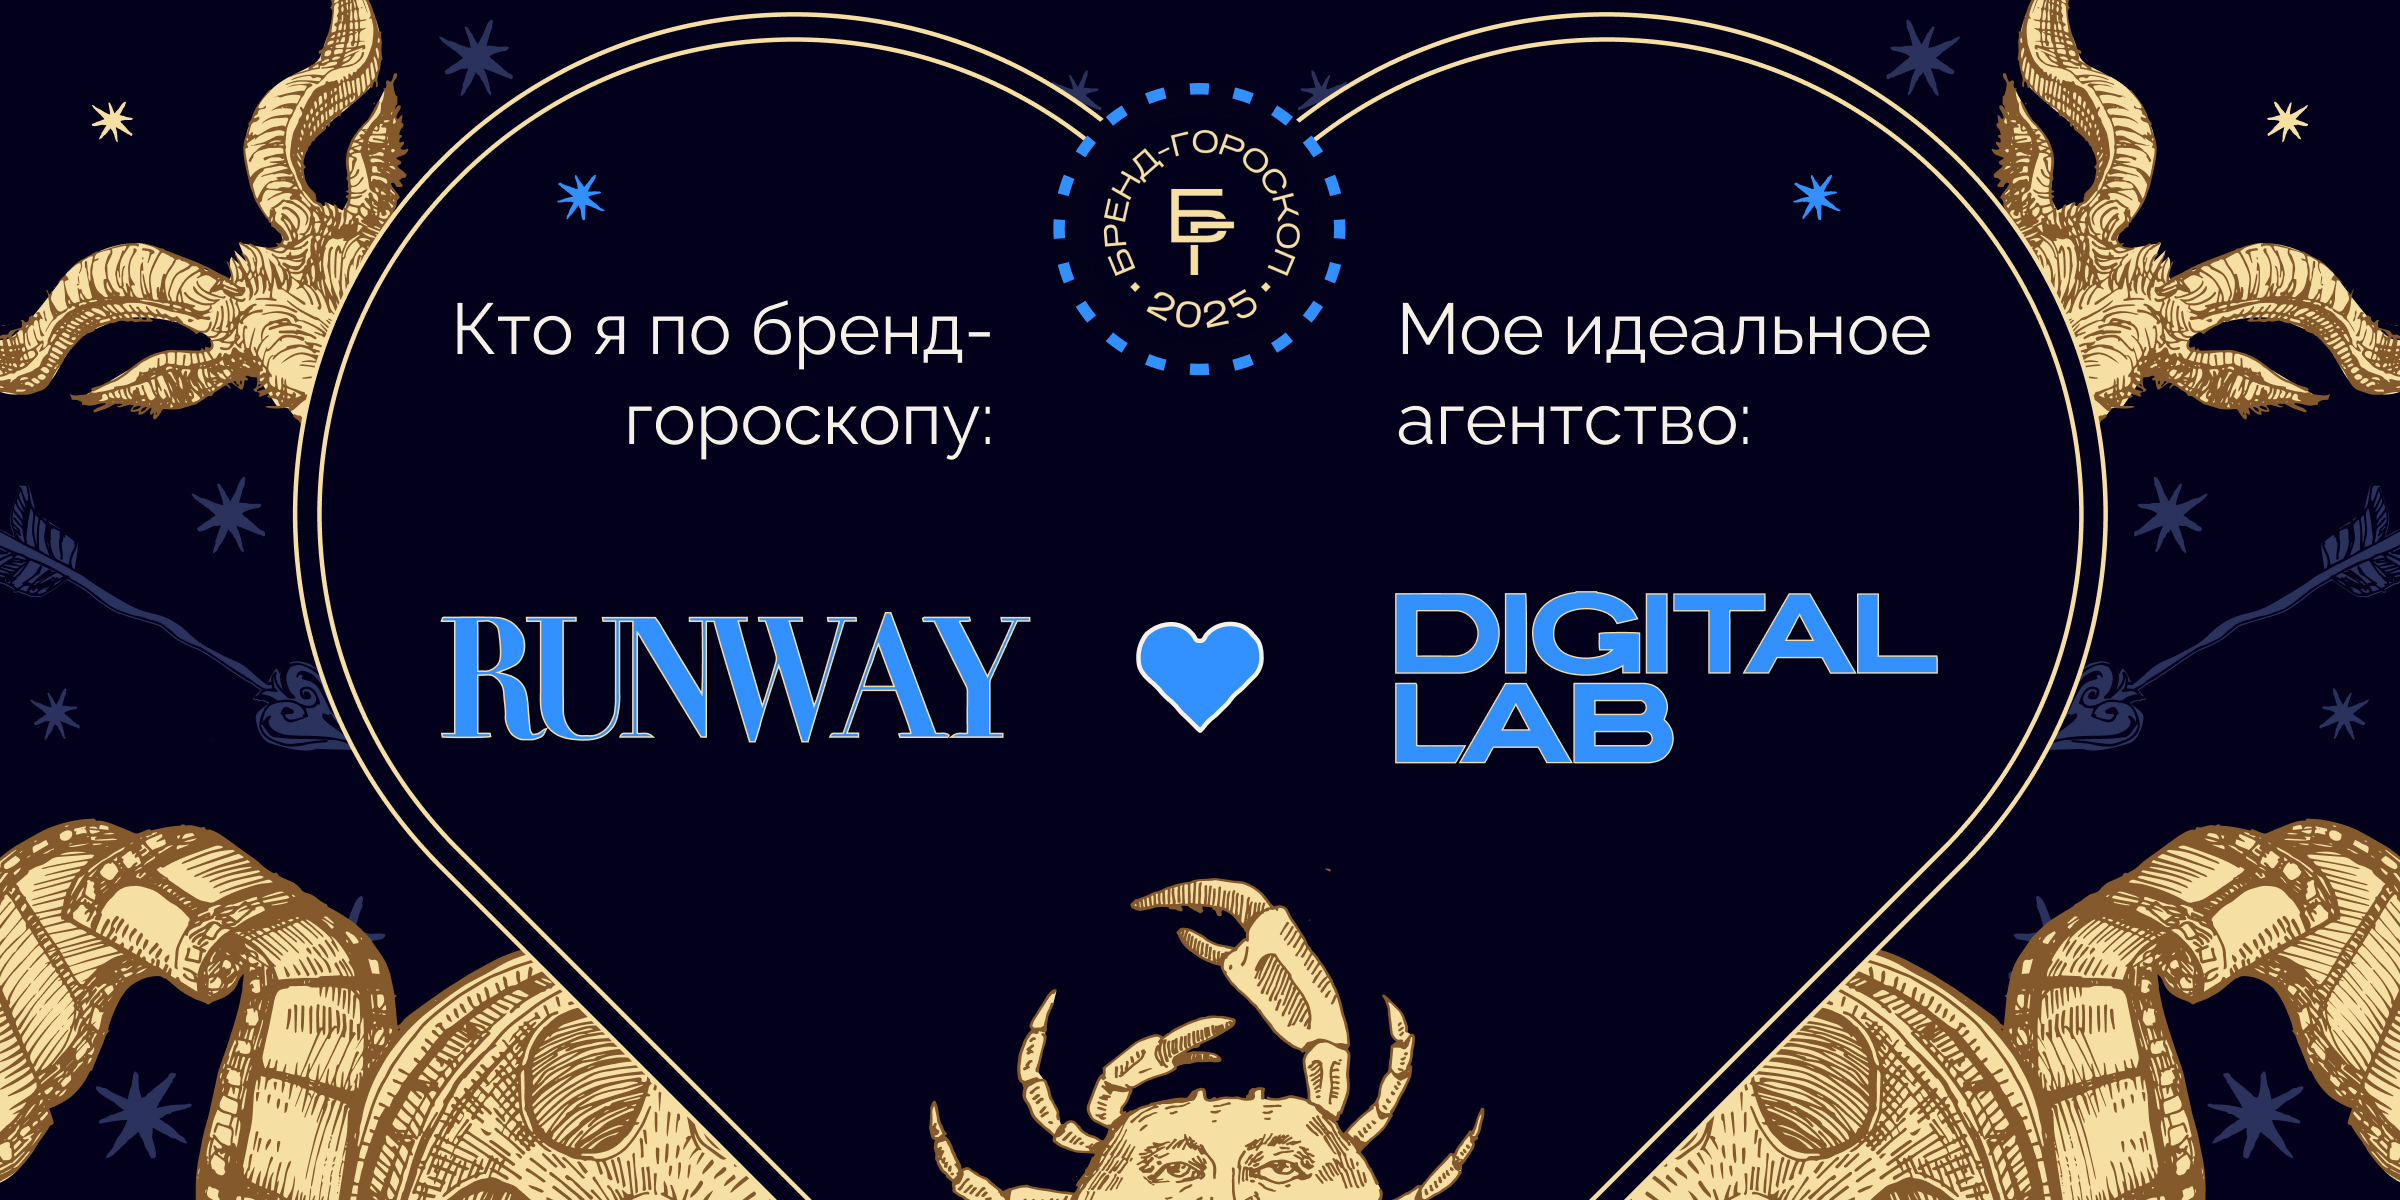 БРЕНД-ГОРОСКОП
БГ
• 2025 •
Кто я по бренд-
гороскопу:
Мое идеальное
агентство:
RUNWAY
DIGITAL
LAB